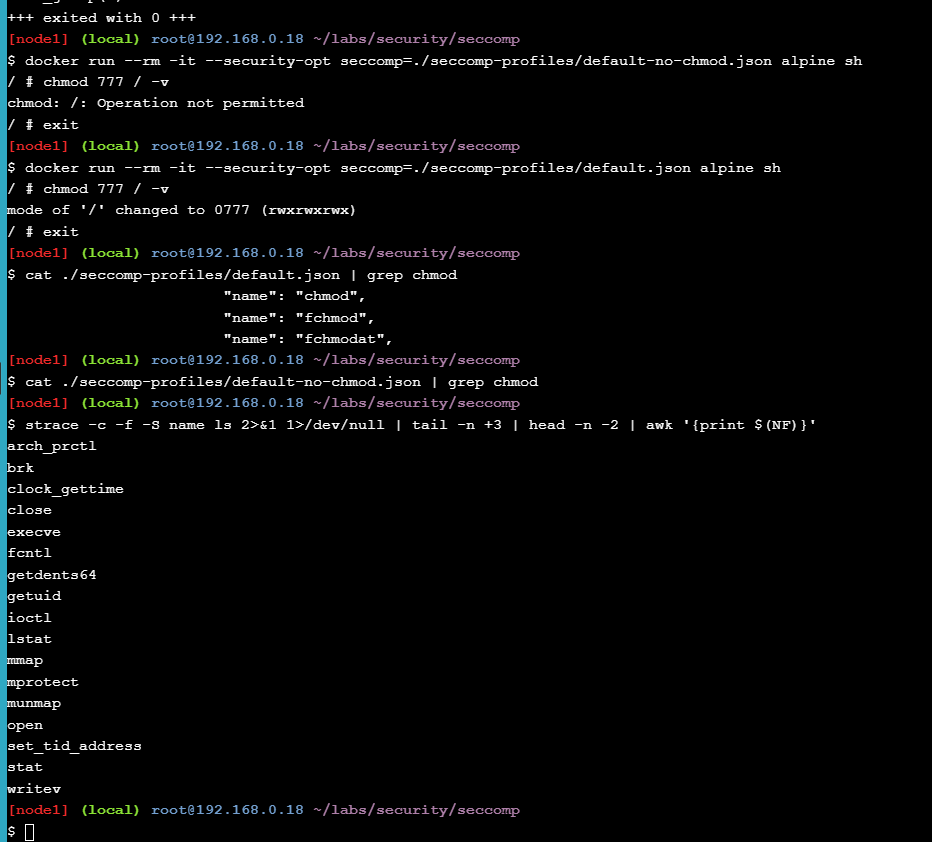 +++ exited with 0 +++
[node1] (local) root@192.168.0.18 ~/labs/security/seccomp
$ docker run --rm -it --security-opt seccomp=./seccomp-profiles/default-no-chmod.json alpine sh
/ # chmod 777 / -v
chmod: /: Operation not permitted
/ # exit
[node1] (local) root@192.168.0.18 ~/labs/security/seccomp
$ docker run --rm -it --security-opt seccomp=./seccomp-profiles/default.json alpine sh
/ # chmod 777 / -v
mode of '/' changed to 0777 (rwxrwxrwx)
/ # exit
[node1] (local) root@192.168.0.18 ~/labs/security/seccomp
$ cat ./seccomp-profiles/default.json | grep chmod
"name": "chmod",
"name": "fchmod",
"name": "fchmodat",
[node1] (local) root@192.168.0.18 ~/labs/security/seccomp
$ cat ./seccomp-profiles/default-no-chmod.json | grep chmod
[node1] (local) root@192.168.0.18 ~/labs/security/seccomp
$ strace -c -f -S name ls 2>&1 1>/dev/null | tail -n +3 | head -n -2 | awk '{print $(NF)}'
arch_prctl
brk
clock_gettime
close
execve
fcntl
getdents64
getuid
ioctl
lstat
mmap
mprotect
munmap
open
set_tid_address
stat
writev
[node1] (local) root@192.168.0.18 ~/labs/security/seccomp
$